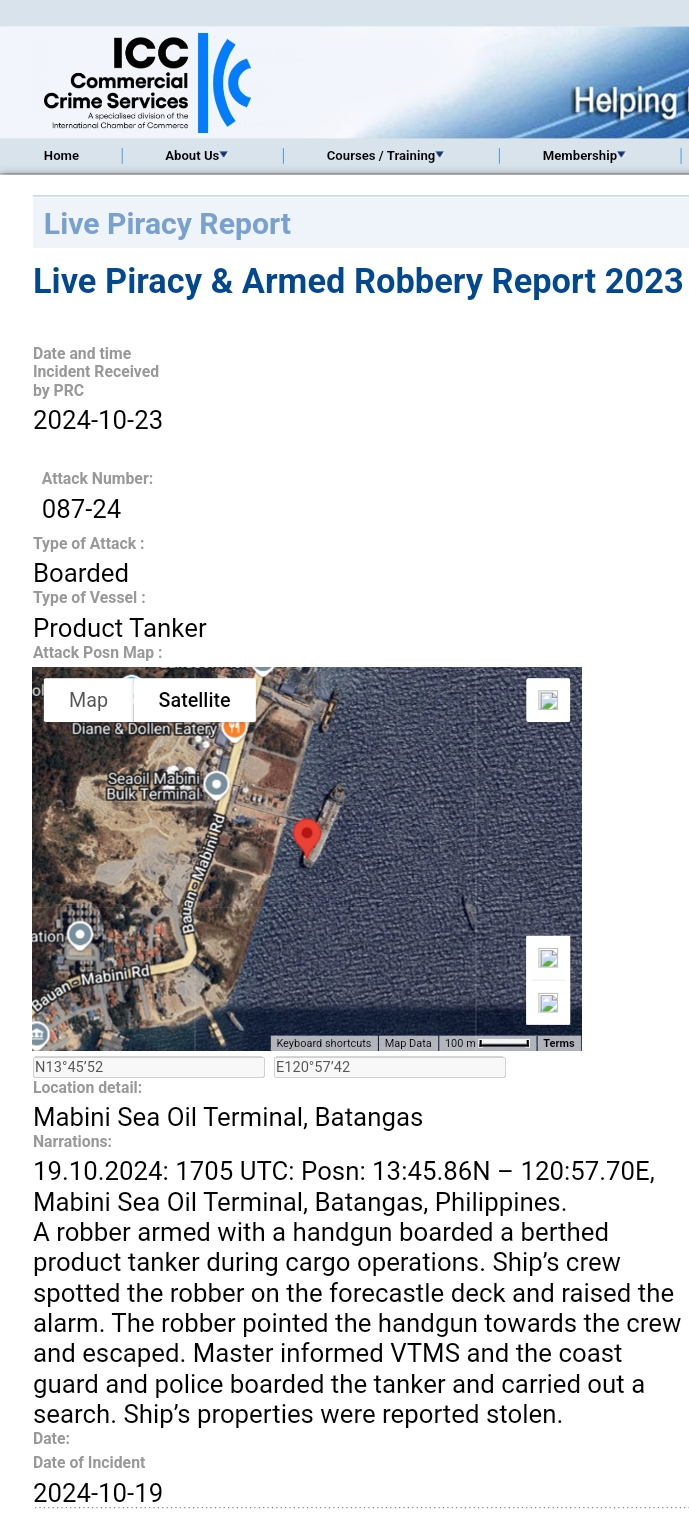 ICC
Commercial
Crime Services
A specialised division of the
International Chamber of Commerce
Helping
Home
About Us
Courses / Training
Membership
Live Piracy Report
Live Piracy & Armed Robbery Report 2023
Date and time
Incident Received
by PRC
2024-10-23
Attack Number:
087-24
Type of Attack :
Boarded
Type of Vessel :
Product Tanker
Attack Posn Map :
Map
Satellite
Diane & Dollen Eatery
Seaoil Mabini
Bulk Terminal
Bauan - Mabini Rd
ation
Bauan - Mabini Rd
Keyboard shortcuts
Map Data
100 m
Terms
N13°45’52
E120°57’42
Location detail:
Mabini Sea Oil Terminal, Batangas
Narrations:
19.10.2024: 1705 UTC: Posn: 13:45.86N – 120:57.70E,
Mabini Sea Oil Terminal, Batangas, Philippines.
A robber armed with a handgun boarded a berthed
product tanker during cargo operations. Ship’s crew
spotted the robber on the forecastle deck and raised the
alarm. The robber pointed the handgun towards the crew
and escaped. Master informed VTMS and the coast
guard and police boarded the tanker and carried out a
search. Ship’s properties were reported stolen.
Date:
Date of Incident
2024-10-19